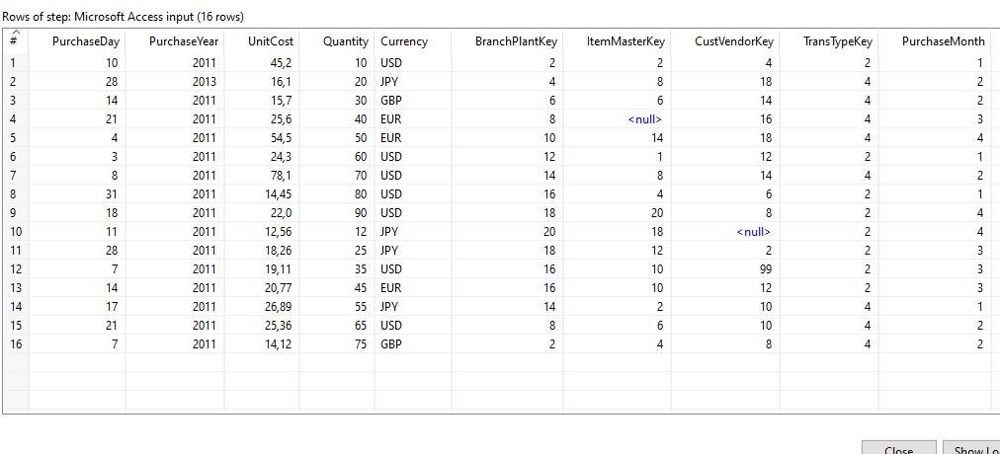 Rows of step: Microsoft Access input (16 rows)
# PurchaseDay PurchaseYear UnitCost Quantity Currency BranchPlantKey ItemMasterKey CustVendorKey TransTypeKey PurchaseMonth
1 10 2011 45,2 10 USD 2 2 4 2 1
2 28 2013 16,1 20 JPY 4 8 18 4 2
3 14 2011 15,7 30 GBP 6 6 14 4 2
4 21 2011 25,6 40 EUR 8 <null> 16 4 3
5 4 2011 54,5 50 EUR 10 14 18 4 4
6 3 2011 24,3 60 USD 12 1 12 2 1
7 8 2011 78,1 70 USD 14 8 14 4 2
8 31 2011 14,45 80 USD 16 4 6 2 1
9 18 2011 22,0 90 USD 18 20 8 2 4
10 11 2011 12,56 12 JPY 20 18 <null> 2 4
11 28 2011 18,26 25 JPY 18 12 2 2 3
12 7 2011 19,11 35 USD 16 10 99 2 3
13 14 2011 20,77 45 EUR 16 10 12 2 3
14 17 2011 26,89 55 JPY 14 2 10 4 1
15 21 2011 25,36 65 USD 8 6 10 4 2
16 7 2011 14,12 75 GBP 2 4 8 4 2
Close Show Lo